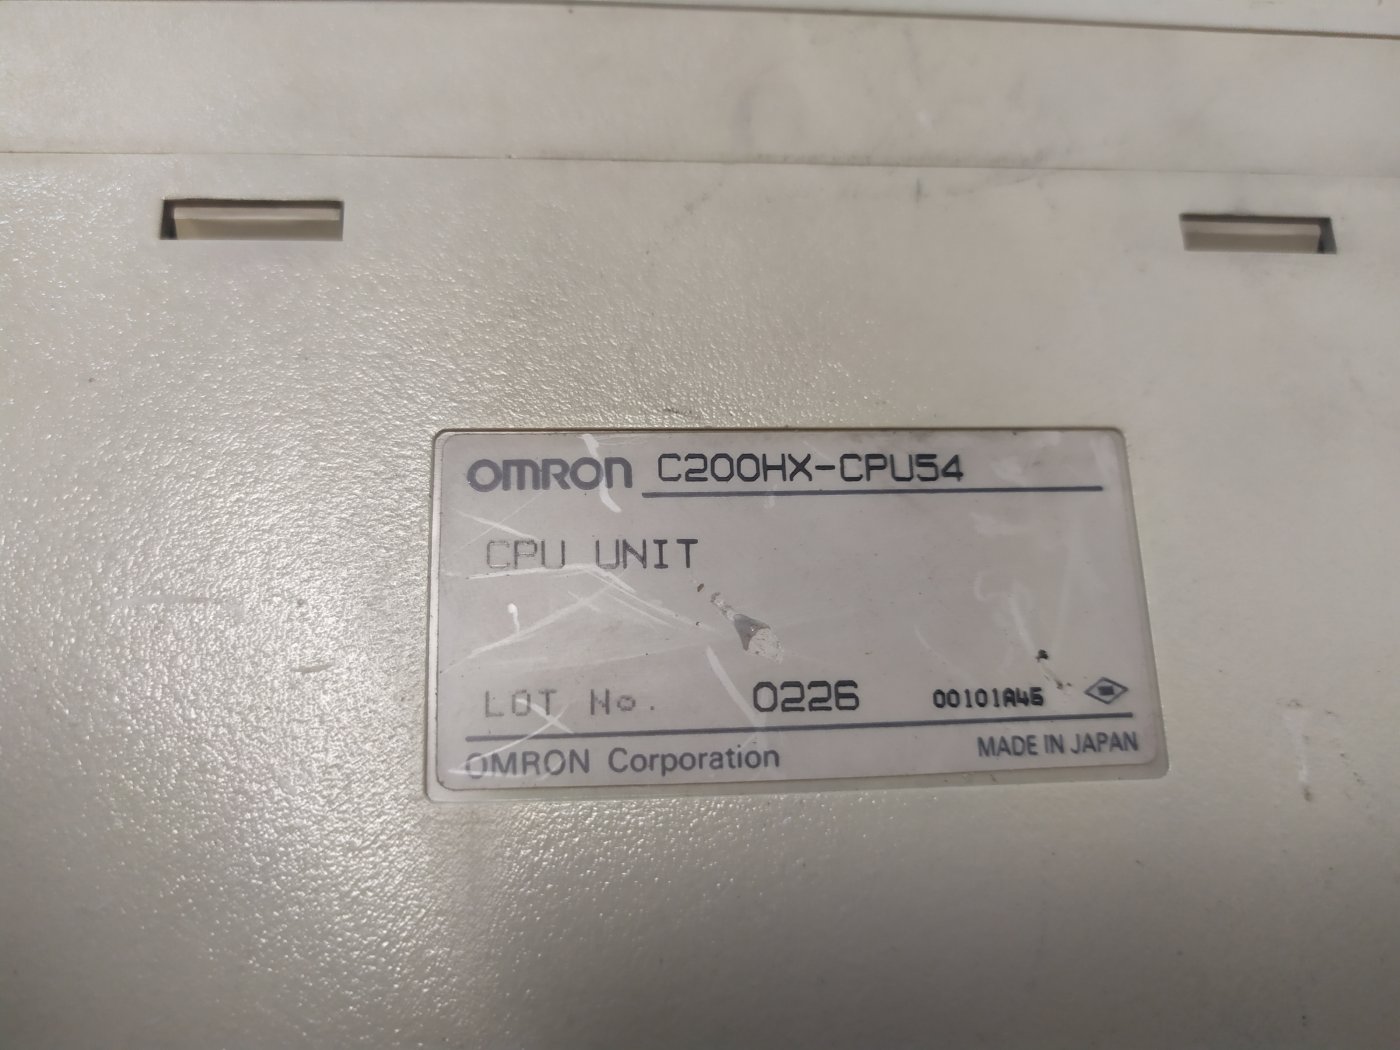 OMRON C200HX-CPU54
CPU UNIT
LOT No. 0226 00101A46
OMRON Corporation MADE IN JAPAN